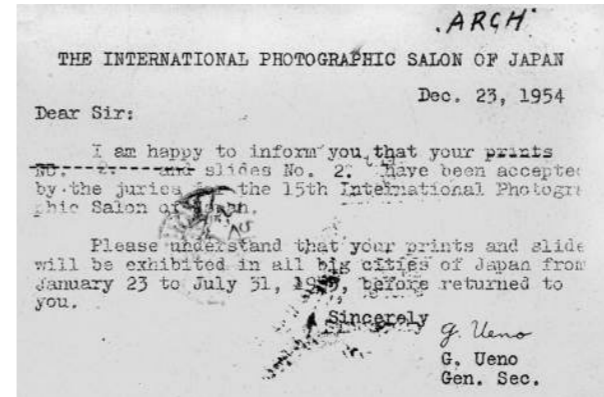 .ARCH.
THE INTERNATIONAL PHOTOGRAPHIC SALON OF JAPAN
Dec. 23, 1954
Dear Sir:
I am happy to inform you that your prints
NO. and slides No. 2. have been accepted
by the juries for the 15th International Photogra
phic Salon of Japan.
Please understand that your prints and slide
will be exhibited in all big cities of Japan from
January 23 to July 31, before returned to
you.
Sincerely
G. Ueno
G. Ueno
Gen. Sec.